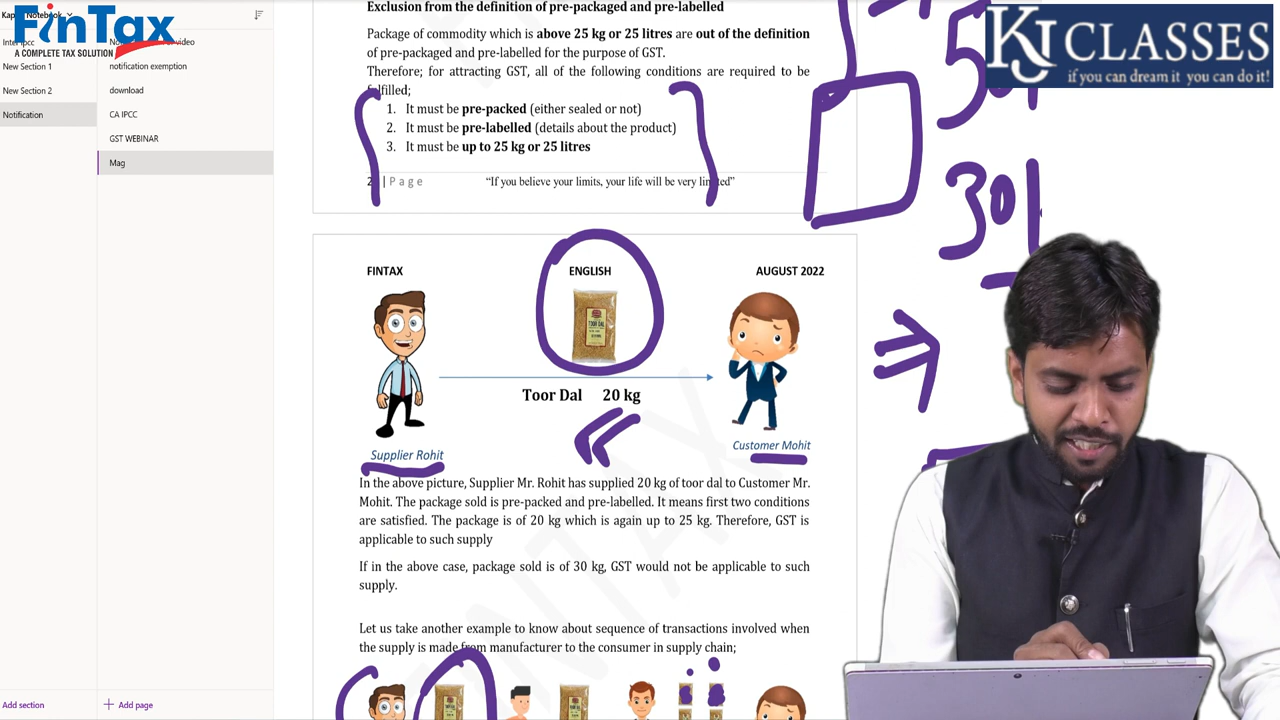 FinTax
A COMPLETE TAX SOLUTION
New Section 1
New Section 2
Notification
notification exemption
download
CA IPCC
GST WEBINAR
Mag
Add section
Add page
Exclusion from the definition of pre-packaged and pre-labelled
Package of commodity which is above 25 kg or 25 litres are out of the definition
of pre-packaged and pre-labelled for the purpose of GST.
Therefore; for attracting GST, all of the following conditions are required to be
fulfilled;
1. It must be pre-packed (either sealed or not)
2. It must be pre-labelled (details about the product)
3. It must be up to 25 kg or 25 litres
2 | Page
“If you believe your limits, your life will be very limited”
FINTAX ENGLISH AUGUST 2022
TOOR DAL
Toor Dal 20 kg
Supplier Rohit
Customer Mohit
In the above picture, Supplier Mr. Rohit has supplied 20 kg of toor dal to Customer Mr.
Mohit. The package sold is pre-packed and pre-labelled. It means first two conditions
are satisfied. The package is of 20 kg which is again up to 25 kg. Therefore, GST is
applicable to such supply
If in the above case, package sold is of 30 kg, GST would not be applicable to such
supply.
Let us take another example to know about sequence of transactions involved when
the supply is made from manufacturer to the consumer in supply chain;
KJ CLASSES
if you can dream it you can do it!